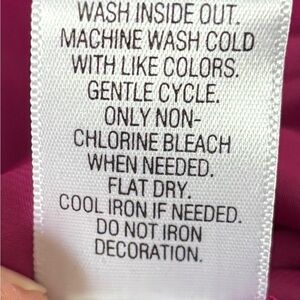 WASH INSIDE OUT.
MACHINE WASH COLD
WITH LIKE COLORS.
GENTLE CYCLE.
ONLY NON-
CHLORINE BLEACH
WHEN NEEDED.
FLAT DRY.
COOL IRON IF NEEDED.
DO NOT IRON
DECORATION.